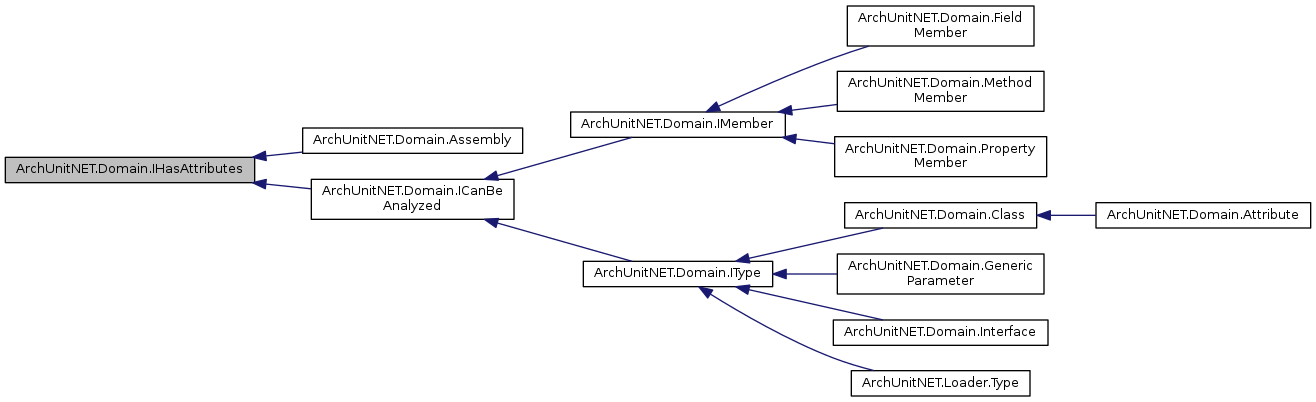 ArchUnitNET.Domain.IHasAttributes
ArchUnitNET.Domain.Assembly
ArchUnitNET.Domain.ICanBe
Analyzed
ArchUnitNET.Domain.IMember
ArchUnitNET.Domain.IType
ArchUnitNET.Domain.Field
Member
ArchUnitNET.Domain.Method
Member
ArchUnitNET.Domain.Property
Member
ArchUnitNET.Domain.Class
ArchUnitNET.Domain.Generic
Parameter
ArchUnitNET.Domain.Interface
ArchUnitNET.Loader.Type
ArchUnitNET.Domain.Attribute